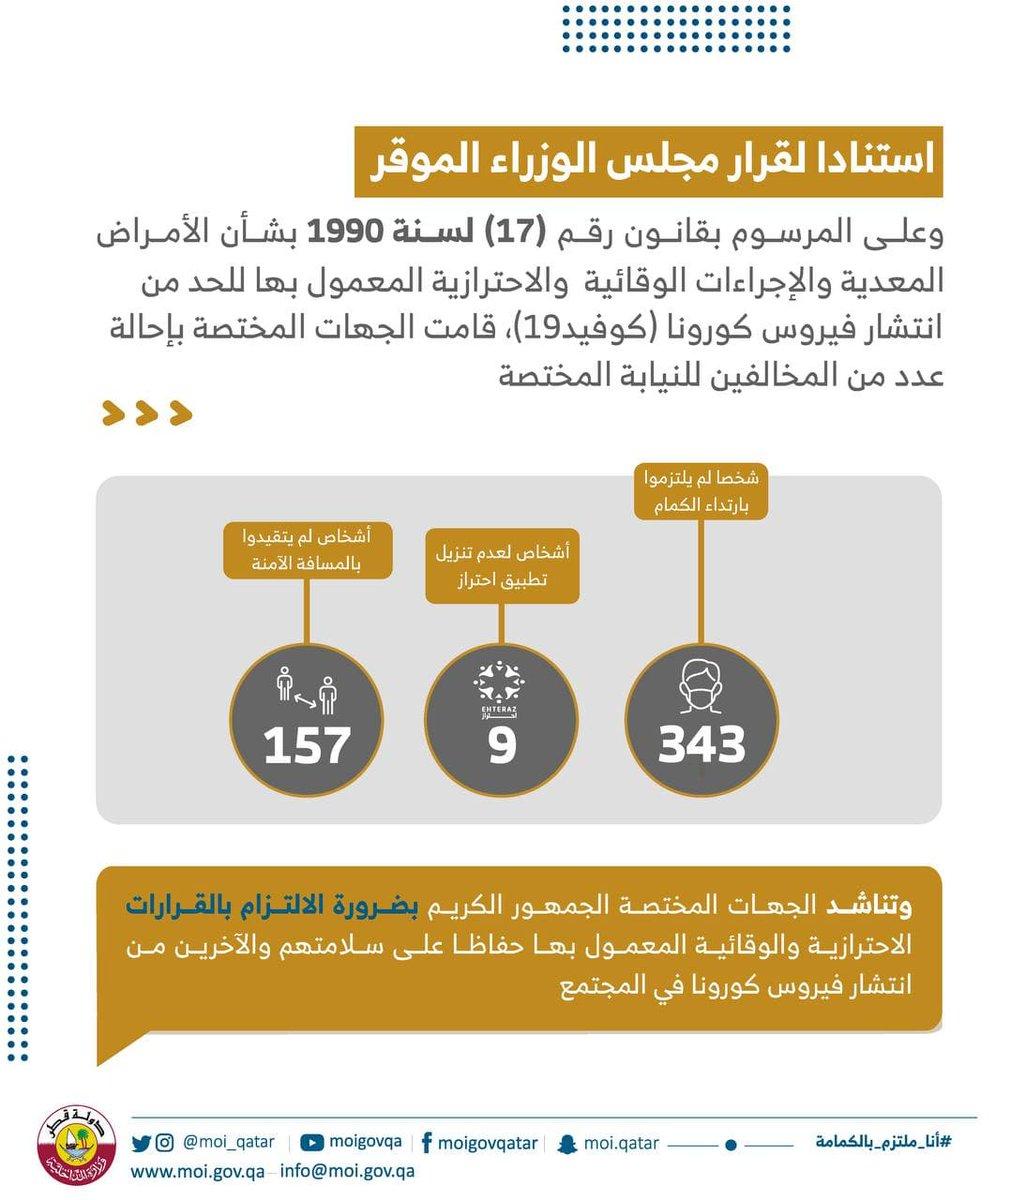 استنادا لقرار مجلس الوزراء الموقر
وعلى المرسوم بقانون رقم (17) لسنة 1990 بشأن الأمراض
المعدية والإجراءات الوقائية والاحترازية المعمول بها للحد من
انتشار فيروس كورونا (كوفيد19)، قامت الجهات المختصة بإحالة
عدد من المخالفين للنيابة المختصة
شخصا لم يلتزموا
بارتداء الكمام
343
أشخاص لعدم تنزيل
تطبيق احتراز
EHTERAZ
احتراز
9
أشخاص لم يتقيدوا
بالمسافة الآمنة
157
وتناشد الجهات المختصة الجمهور الكريم بضرورة الالتزام بالقرارات
الاحترازية والوقائية المعمول بها حفاظا على سلامتهم والآخرين من
انتشار فيروس كورونا في المجتمع
دولة قطر
وزارة الداخلية
@moi_qatar moigovqa moigovqatar moi.qatar #أنا_ملتزم_بالكمامة
www.moi.gov.qa info@moi.gov.qa